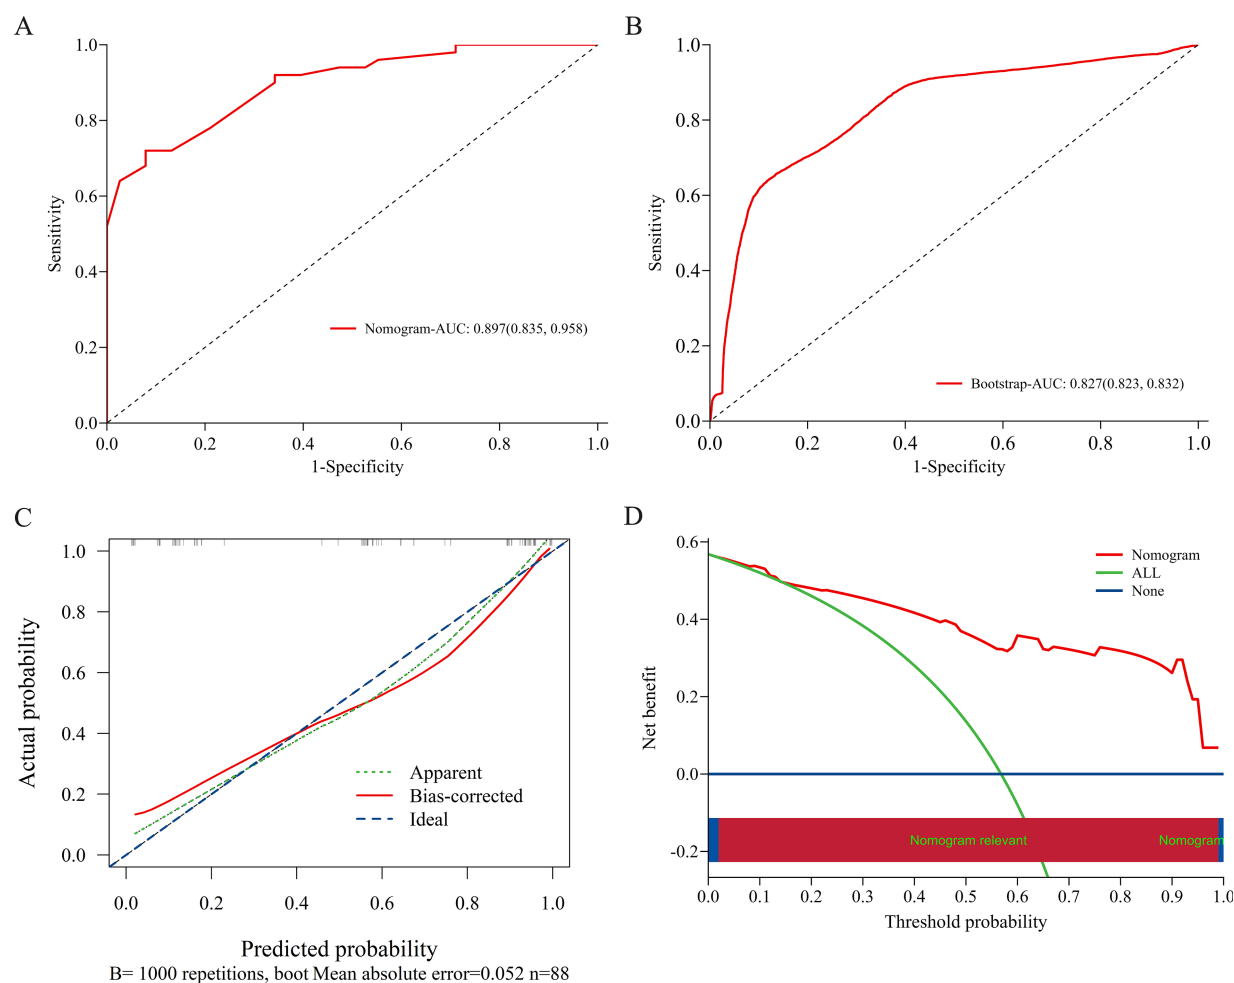 A
1.0
0.8
0.6
0.4
0.2
0.0
Sensitivity
0.0 0.2 0.4 0.6 0.8 1.0
1-Specificity
Nomogram-AUC: 0.897(0.835, 0.958)
B
1.0
0.8
0.6
0.4
0.2
0.0
Sensitivity
0.0 0.2 0.4 0.6 0.8 1.0
1-Specificity
Bootstrap-AUC: 0.827(0.823, 0.832)
C
1.0
0.8
0.6
0.4
0.2
0.0
Actual probability
Apparent
Bias-corrected
Ideal
0.0 0.2 0.4 0.6 0.8 1.0
Predicted probability
B= 1000 repetitions, boot Mean absolute error=0.052 n=88
D
0.6
0.4
0.2
0.0
-0.2
Net benefit
Nomogram
ALL
None
Nomogram relevant
Nomogram
0.0 0.1 0.2 0.3 0.4 0.5 0.6 0.7 0.8 0.9 1.0
Threshold probability